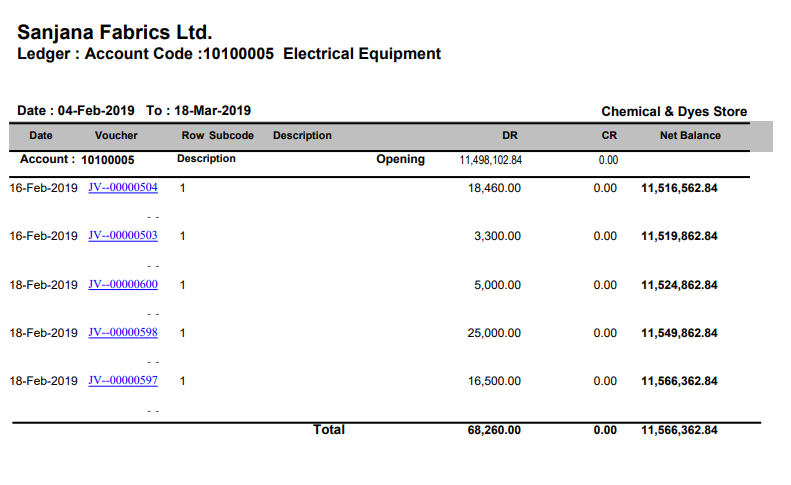 Sanjana Fabrics Ltd.
Ledger : Account Code :10100005 Electrical Equipment
Date : 04-Feb-2019 To : 18-Mar-2019 Chemical & Dyes Store
Date Voucher Row Subcode Description DR CR Net Balance
Account : 10100005 Description Opening 11,498,102.84 0.00
16-Feb-2019 JV--00000504 1 18,460.00 0.00 11,516,562.84
- -
16-Feb-2019 JV--00000503 1 3,300.00 0.00 11,519,862.84
- -
18-Feb-2019 JV--00000600 1 5,000.00 0.00 11,524,862.84
- -
18-Feb-2019 JV--00000598 1 25,000.00 0.00 11,549,862.84
- -
18-Feb-2019 JV--00000597 1 16,500.00 0.00 11,566,362.84
- -
Total 68,260.00 0.00 11,566,362.84